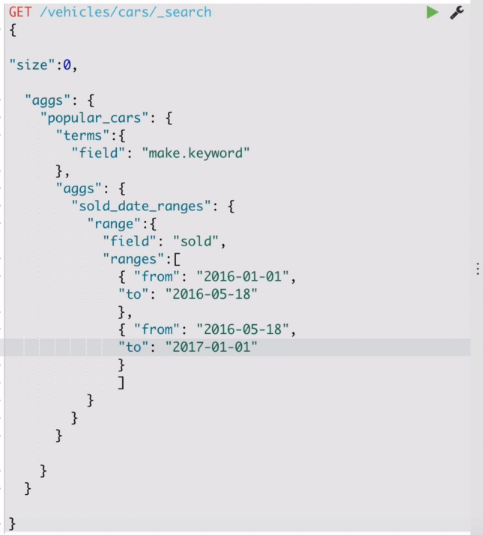 GET /vehicles/cars/_search
{
"size":0,
"aggs": {
"popular_cars": {
"terms":{
"field": "make.keyword"
},
"aggs": {
"sold_date_ranges": {
"range":{
"field": "sold",
"ranges":[
{ "from": "2016-01-01",
"to": "2016-05-18"
},
{ "from": "2016-05-18",
"to": "2017-01-01"
}
]
}
}
}
}
}
}